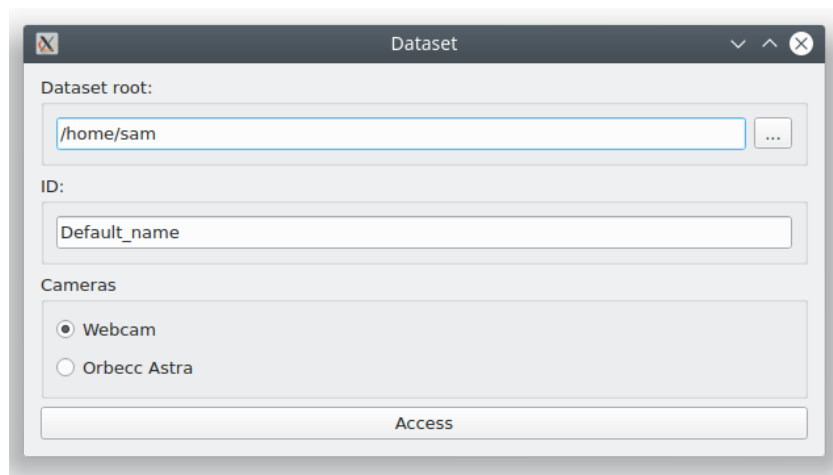 Dataset
Dataset root:
/home/sam
...
ID:
Default_name
Cameras
Webcam
Orbecc Astra
Access